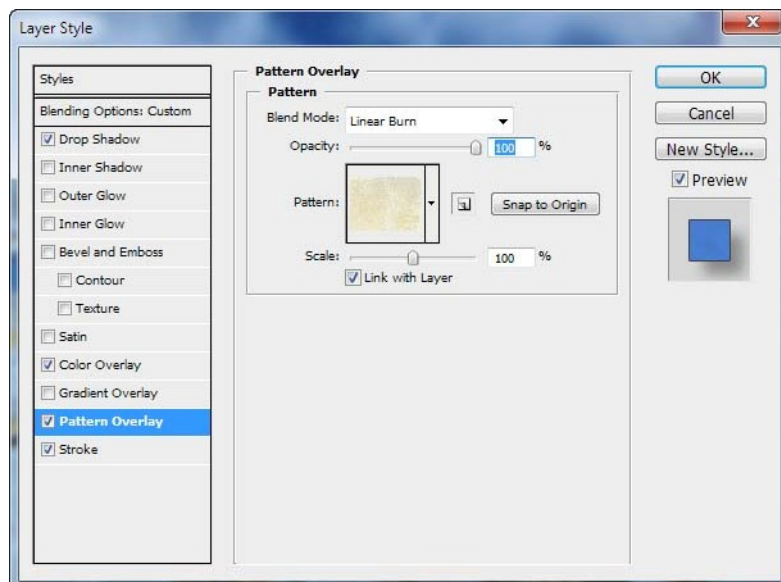 Layer Style
Styles
Blending Options: Custom
Drop Shadow
Inner Shadow
Outer Glow
Inner Glow
Bevel and Emboss
Contour
Texture
Satin
Color Overlay
Gradient Overlay
Pattern Overlay
Stroke
Pattern Overlay
Pattern
Blend Mode: Linear Burn
Opacity: 100 %
Pattern: Snap to Origin
Scale: 100 %
Link with Layer
OK
Cancel
New Style...
Preview